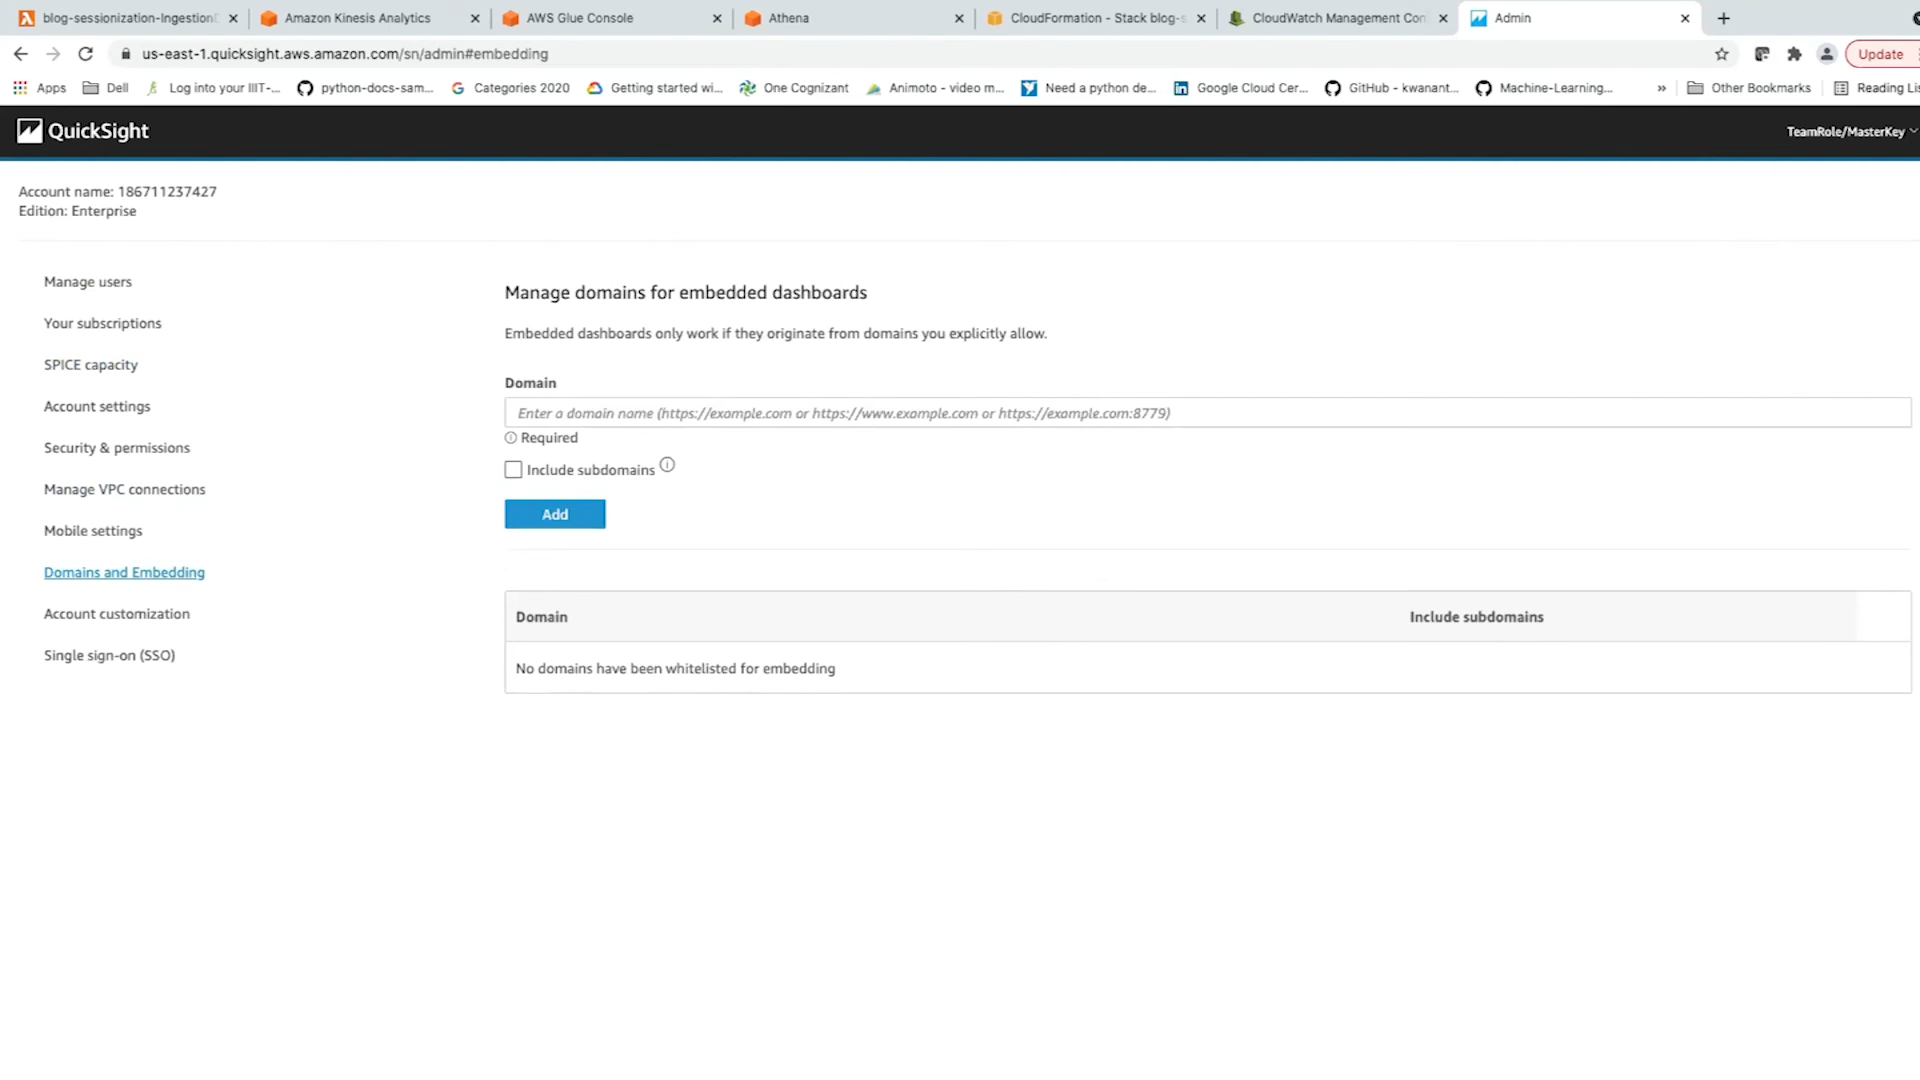 blog-sessionization-Ingestion
Amazon Kinesis Analytics
AWS Glue Console
Athena
CloudFormation - Stack blog-s
CloudWatch Management Con
Admin
us-east-1.quicksight.aws.amazon.com/sn/admin#embedding
Update
Apps
Dell
Log into your IIIT-...
python-docs-sam...
Categories 2020
Getting started wi...
One Cognizant
Animoto - video m...
Need a python de...
Google Cloud Cer...
GitHub - kwanant...
Machine-Learning...
»
Other Bookmarks
Reading Lis
QuickSight
TeamRole/MasterKey
Account name: 186711237427
Edition: Enterprise
Manage users
Your subscriptions
SPICE capacity
Account settings
Security & permissions
Manage VPC connections
Mobile settings
Domains and Embedding
Account customization
Single sign-on (SSO)
Manage domains for embedded dashboards
Embedded dashboards only work if they originate from domains you explicitly allow.
Domain
Enter a domain name (https://example.com or https://www.example.com or https://example.com:8779)
Required
Include subdomains
Add
Domain Include subdomains
No domains have been whitelisted for embedding